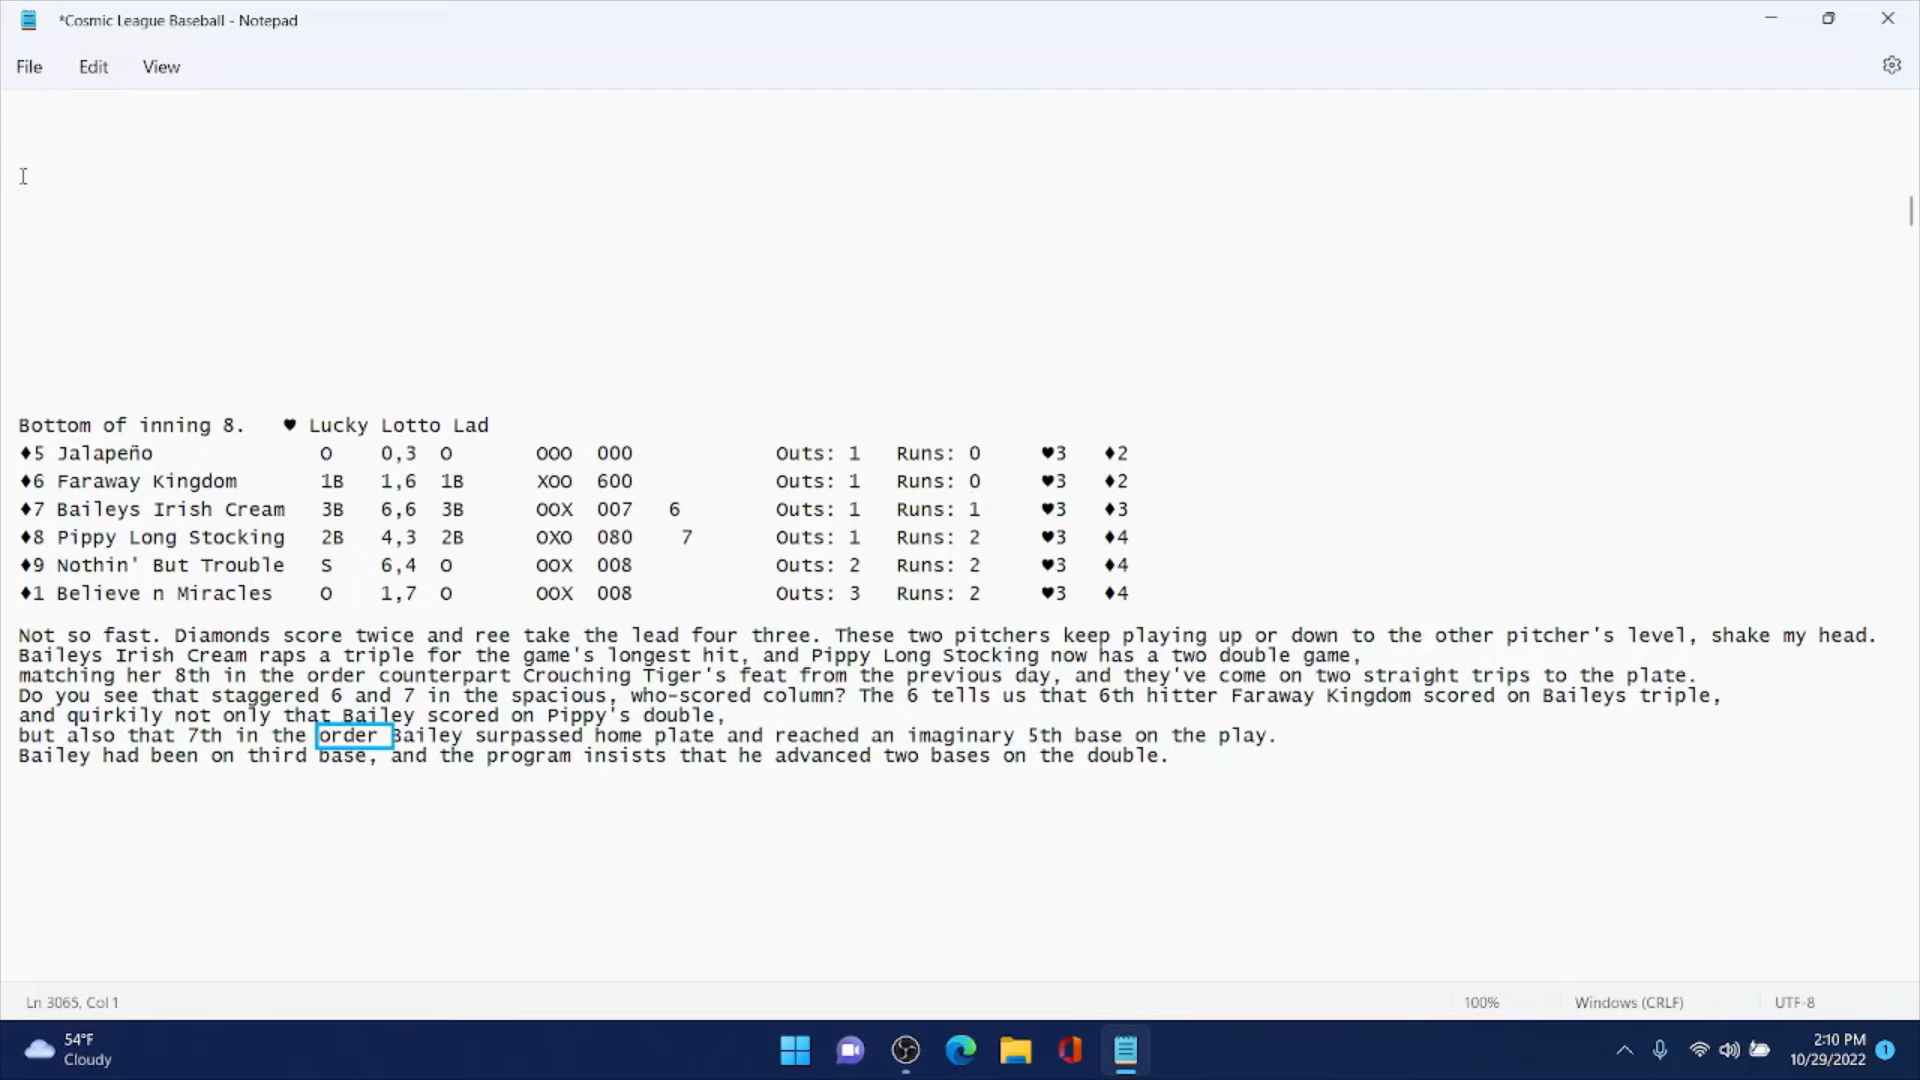 *Cosmic League Baseball - Notepad
File Edit View
Bottom of inning 8. ♥ Lucky Lotto Lad
♦5 Jalapeño O 0,3 O OOO 000 Outs: 1 Runs: 0 ♥3 ♦2
♦6 Faraway Kingdom 1B 1,6 1B XOO 600 Outs: 1 Runs: 0 ♥3 ♦2
♦7 Baileys Irish Cream 3B 6,6 3B OOX 007 6 Outs: 1 Runs: 1 ♥3 ♦3
♦8 Pippy Long Stocking 2B 4,3 2B OXO 080 7 Outs: 1 Runs: 2 ♥3 ♦4
♦9 Nothin' But Trouble S 6,4 O OOX 008 Outs: 2 Runs: 2 ♥3 ♦4
♦1 Believe n Miracles O 1,7 O OOX 008 Outs: 3 Runs: 2 ♥3 ♦4
Not so fast. Diamonds score twice and ree take the lead four three. These two pitchers keep playing up or down to the other pitcher's level, shake my head.
Baileys Irish Cream raps a triple for the game's longest hit, and Pippy Long Stocking now has a two double game,
matching her 8th in the order counterpart Crouching Tiger's feat from the previous day, and they've come on two straight trips to the plate.
Do you see that staggered 6 and 7 in the spacious, who-scored column? The 6 tells us that 6th hitter Faraway Kingdom scored on Baileys triple,
and quirkily not only that Bailey scored on Pippy's double,
but also that 7th in the order Bailey surpassed home plate and reached an imaginary 5th base on the play.
Bailey had been on third base, and the program insists that he advanced two bases on the double.
Ln 3065, Col 1 100% Windows (CRLF) UTF-8
54°F
Cloudy
2:10 PM
10/29/2022
1